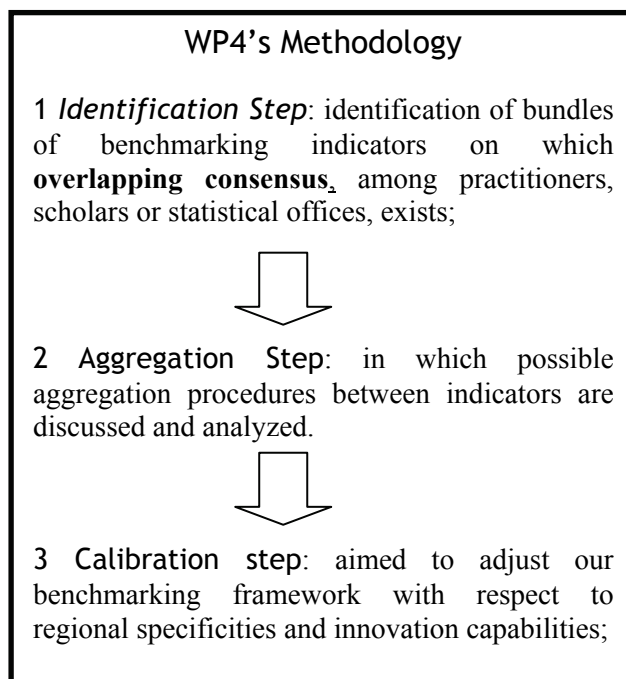 WP4’s Methodology
1 Identification Step: identification of bundles
of benchmarking indicators on which
overlapping consensus, among practitioners,
scholars or statistical offices, exists;
2 Aggregation Step: in which possible
aggregation procedures between indicators are
discussed and analyzed.
3 Calibration step: aimed to adjust our
benchmarking framework with respect to
regional specificities and innovation capabilities;